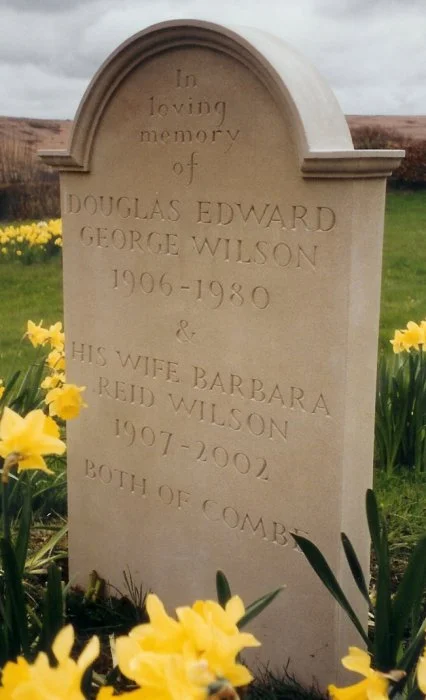 In
loving
memory
of
DOUGLAS EDWARD
GEORGE WILSON
1906-1980
&
HIS WIFE BARBARA
REID WILSON
1907-2002
BOTH OF COMBE